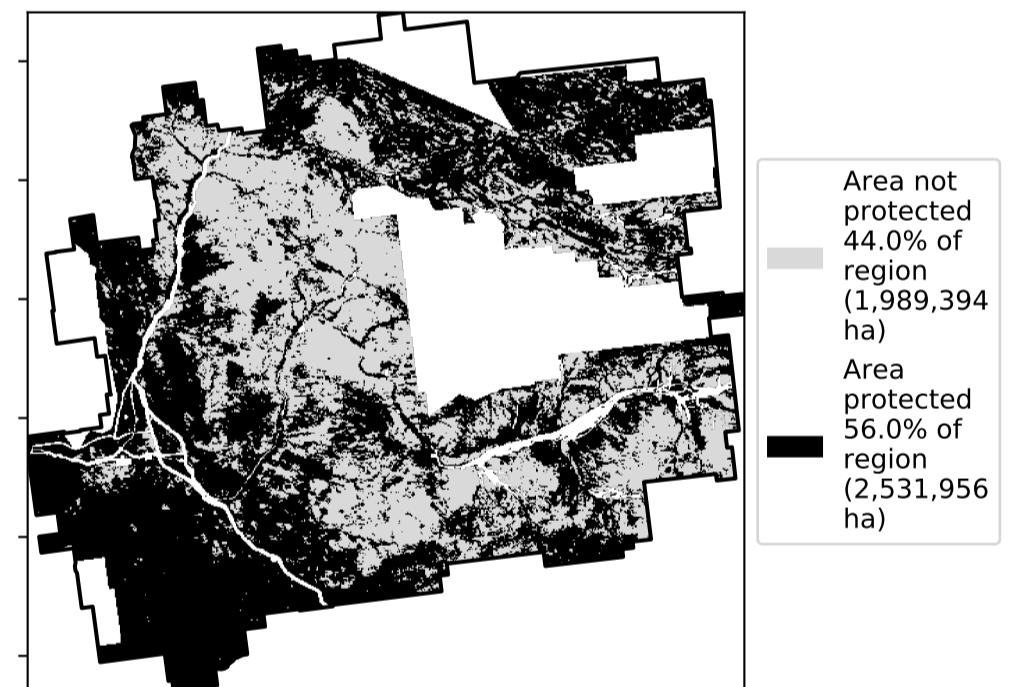 Area not
protected
44.0% of
region
(1,989,394
ha)
Area
protected
56.0% of
region
(2,531,956
ha)